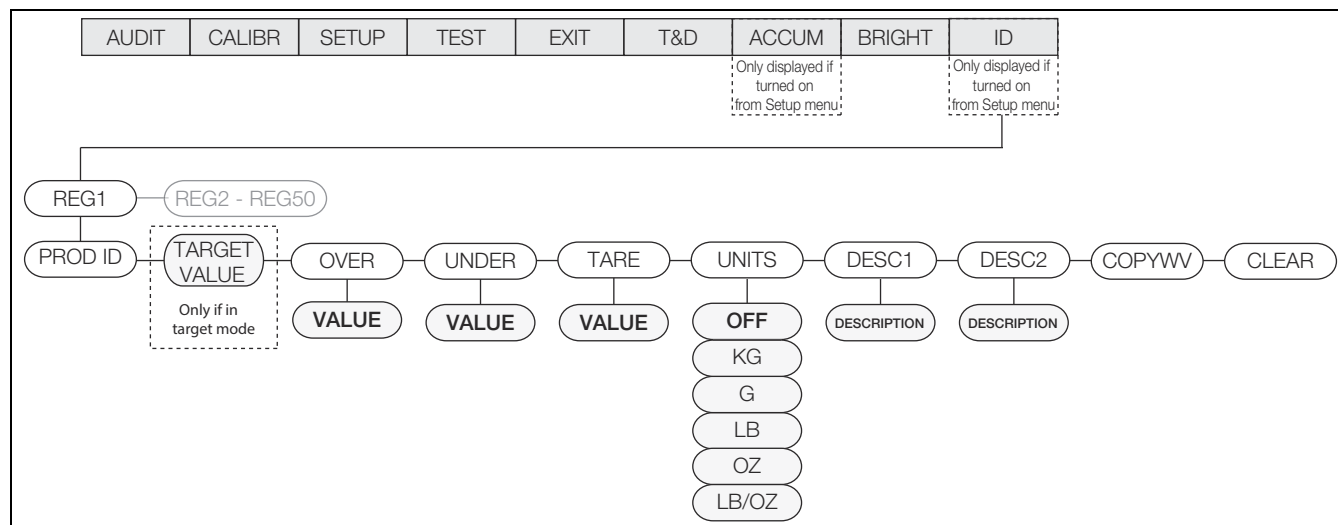 AUDIT CALIBR SETUP TEST EXIT T&D ACCUM BRIGHT ID
Only displayed if
turned on
from Setup menu
Only displayed if
turned on
from Setup menu
REG1 REG2 - REG50
PROD ID
TARGET
VALUE
Only if in
target mode
OVER UNDER TARE UNITS DESC1 DESC2 COPYWV CLEAR
VALUE VALUE VALUE OFF DESCRIPTION DESCRIPTION
KG
G
LB
OZ
LB/OZ